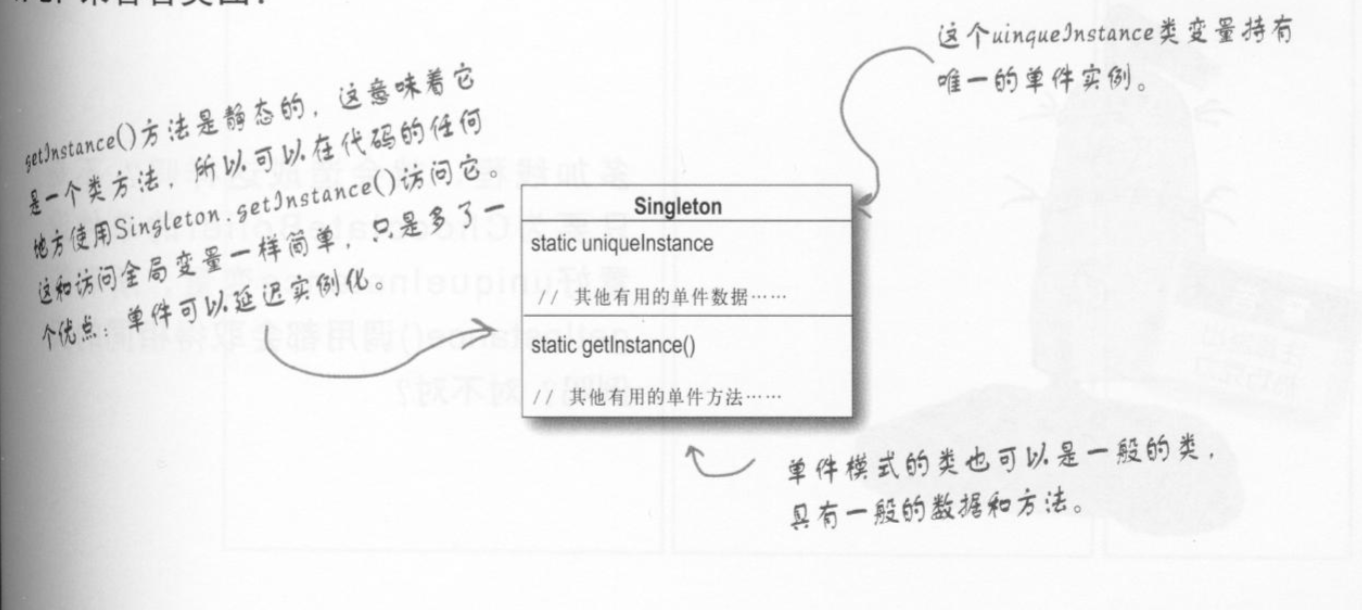 来看看类图:
getInstance()方法是静态的，这意味着它
是一个类方法，所以可以在代码的任何
地方使用Singleton.getInstance()访问它。
这和访问全局变量一样简单，只是多了一
个优点：单件可以延迟实例化。
这个uinqueInstance类变量持有
唯一的单件实例。
Singleton
static uniqueInstance
// 其他有用的单件数据……
static getInstance()
// 其他有用的单件方法……
单件模式的类也可以是一般的类，
具有一般的数据和方法。